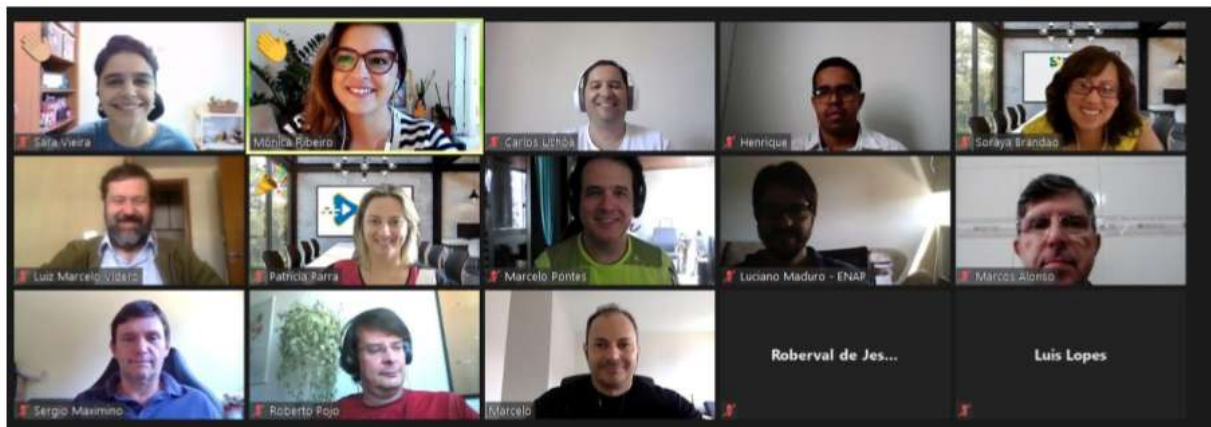 Sara Vieira
Mônica Ribeiro
Carlos Uchôa
Henrique
Soraya Brandão
Luiz Marcelo Videro
Patricia Parra
Marcelo Pontes
Luciano Maduro - ENAP
Marcos Alonso
Sergio Maximino
Roberto Pojo
Marcelo
Roberval de Jes...
Luis Lopes